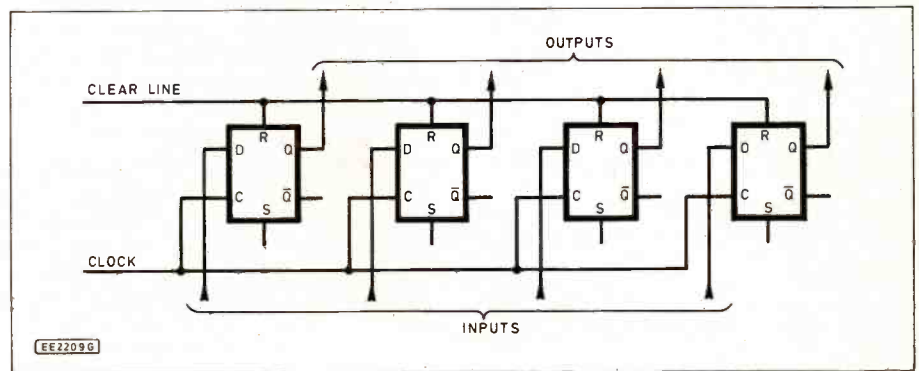 OUTPUTS
CLEAR LINE
R R R R
D Q D Q D Q D Q
C Q̅ C Q̅ C Q̅ C Q̅
S S S S
CLOCK
INPUTS
EE2209G